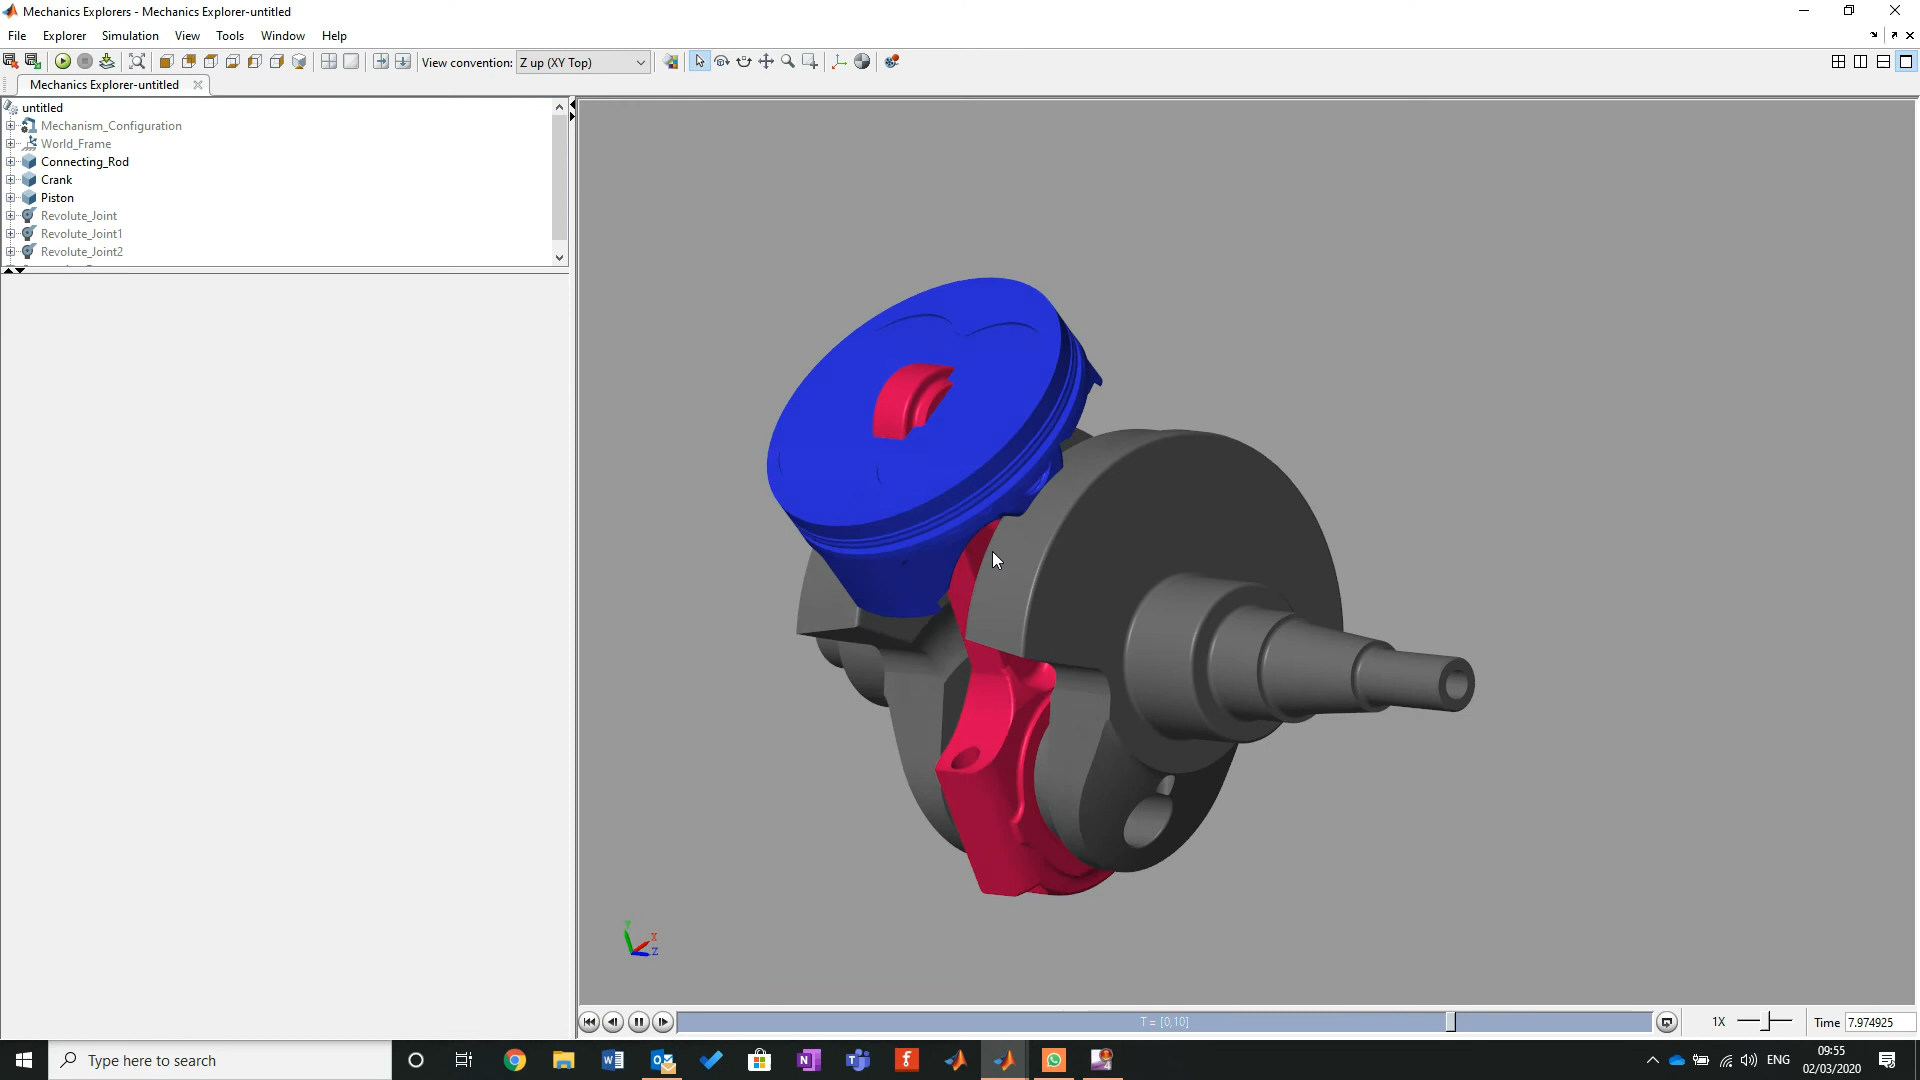 Mechanics Explorers - Mechanics Explorer-untitled
File Explorer Simulation View Tools Window Help
View convention: Z up (XY Top)
Mechanics Explorer-untitled
untitled
Mechanism_Configuration
World_Frame
Connecting_Rod
Crank
Piston
Revolute_Joint
Revolute_Joint1
Revolute_Joint2
Y
X
Z
T = [0,10]
1X
Time 7.974925
Type here to search
ENG
09:55
02/03/2020